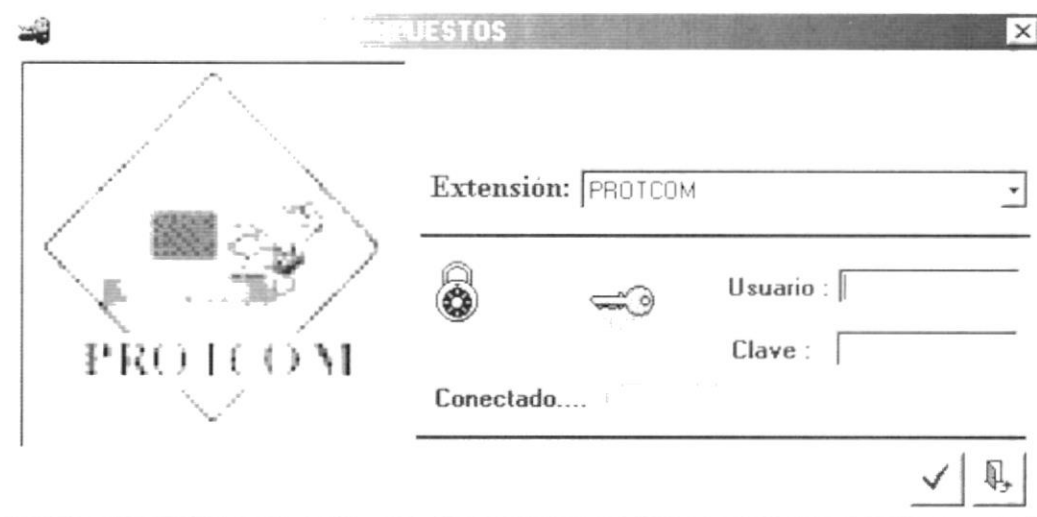 UESTOS
Extensión: PROTCOM
Usuario :
Clave :
PROTCOM
Conectado....